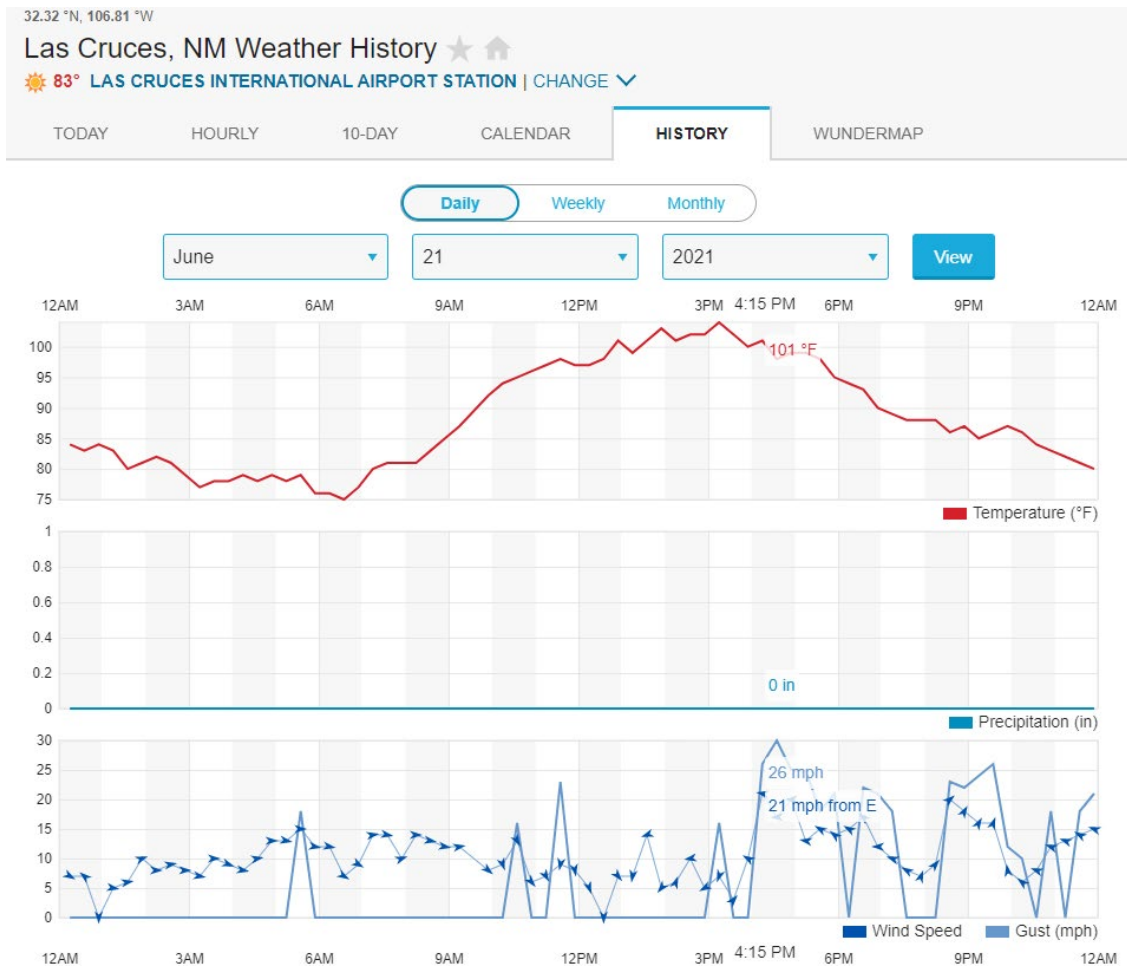 32.32 °N, 106.81 °W
Las Cruces, NM Weather History
83° LAS CRUCES INTERNATIONAL AIRPORT STATION | CHANGE
TODAY HOURLY 10-DAY CALENDAR HISTORY WUNDERMAP
Daily Weekly Monthly
June 21 2021 View
12AM 3AM 6AM 9AM 12PM 3PM 4:15 PM 6PM 9PM 12AM
100
101 °F
95
90
85
80
75
Temperature (°F)
1
0.8
0.6
0.4
0.2
0 in
0
Precipitation (in)
30
25
26 mph
20
21 mph from E
15
10
5
0
Wind Speed Gust (mph)
12AM 3AM 6AM 9AM 12PM 3PM 4:15 PM 6PM 9PM 12AM